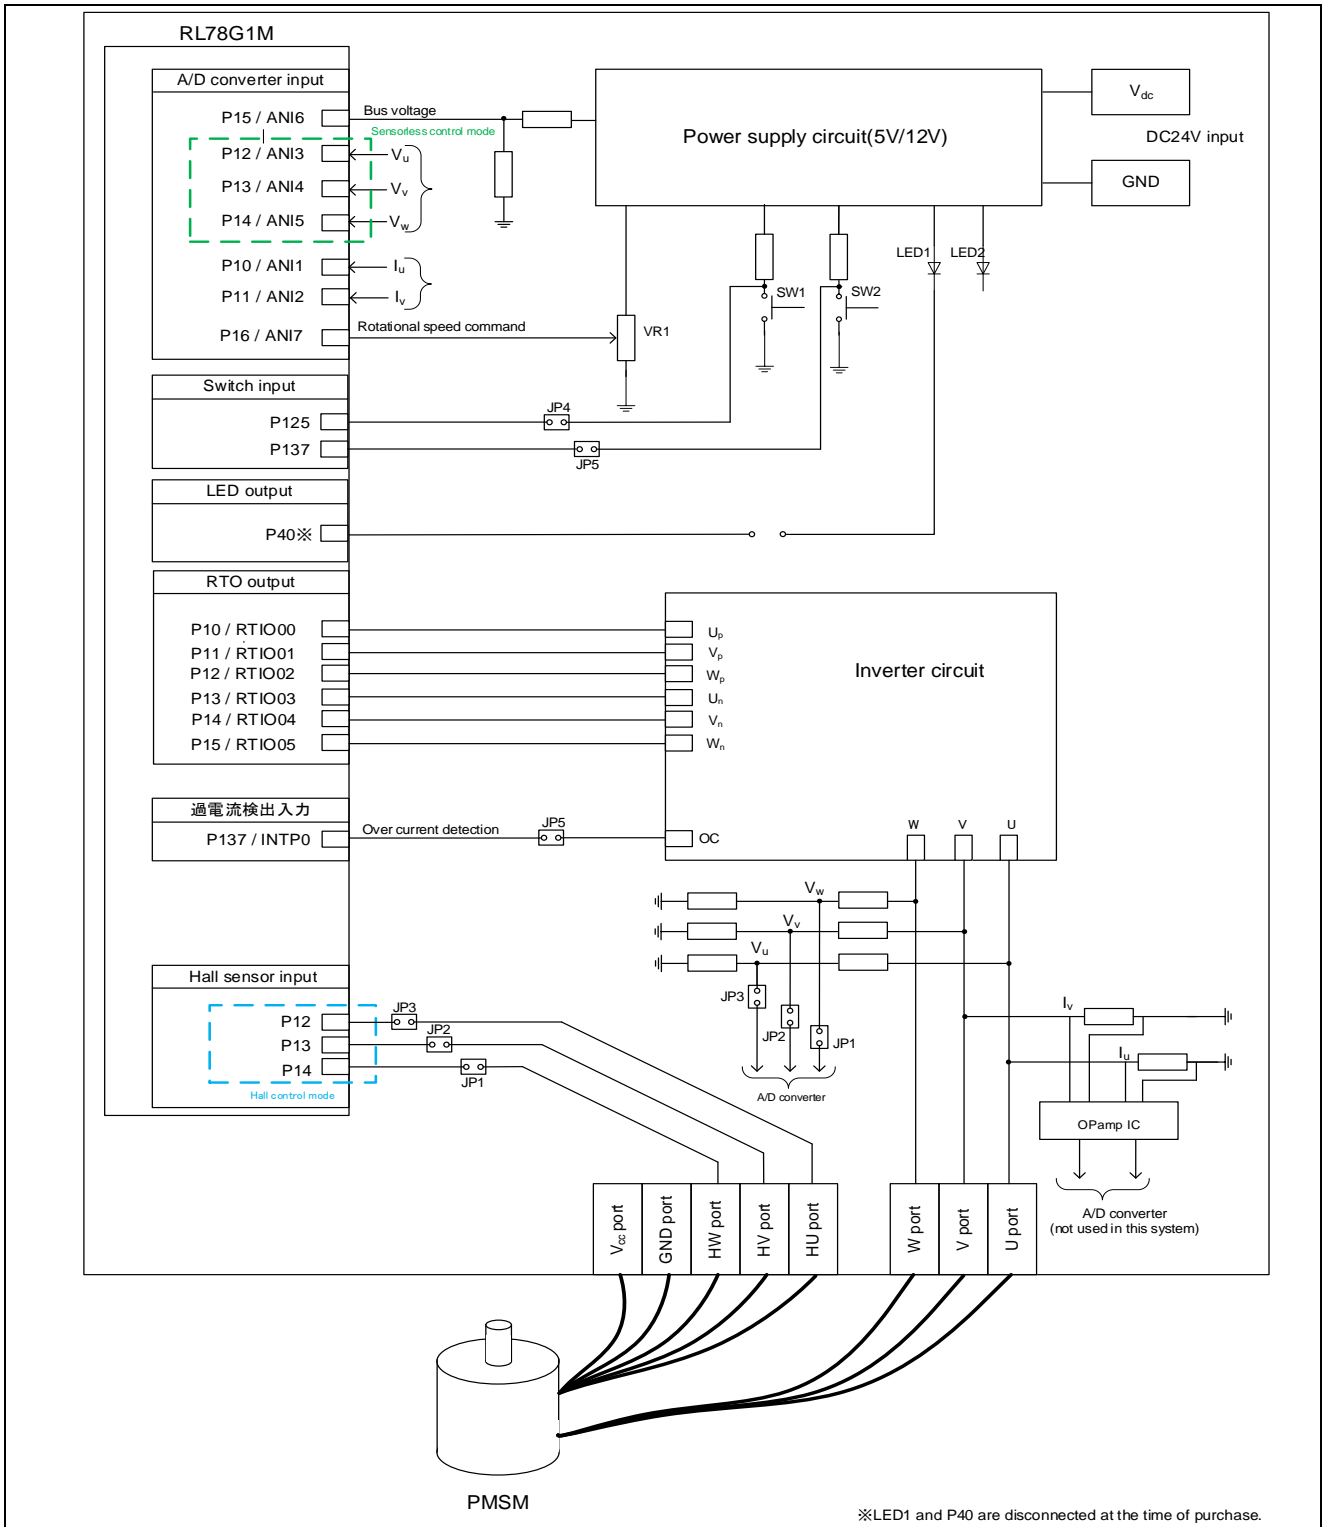 RL78G1M
A/D converter input
P15 / ANI6
Bus voltage
Sensorless control mode
P12 / ANI3
Vu
P13 / ANI4
Vv
P14 / ANI5
Vw
P10 / ANI1
Iu
P11 / ANI2
Iv
P16 / ANI7
Rotational speed command
VR1
Power supply circuit(5V/12V)
Vdc
DC24V input
GND
LED1
LED2
SW1
SW2
Switch input
P125
JP4
P137
JP5
LED output
P40※
RTO output
P10 / RTIO00
P11 / RTIO01
P12 / RTIO02
P13 / RTIO03
P14 / RTIO04
P15 / RTIO05
Up
Vp
Wp
Un
Vn
Wn
Inverter circuit
過電流検出入力
P137 / INTP0
Over current detection
JP5
OC
W
V
U
Vw
Vv
Vu
JP3
JP2
JP1
A/D converter
Iv
Iu
OPamp IC
A/D converter
(not used in this system)
Hall sensor input
P12
JP3
P13
JP2
P14
JP1
Hall control mode
Vcc port
GND port
HW port
HV port
HU port
W port
V port
U port
PMSM
※LED1 and P40 are disconnected at the time of purchase.